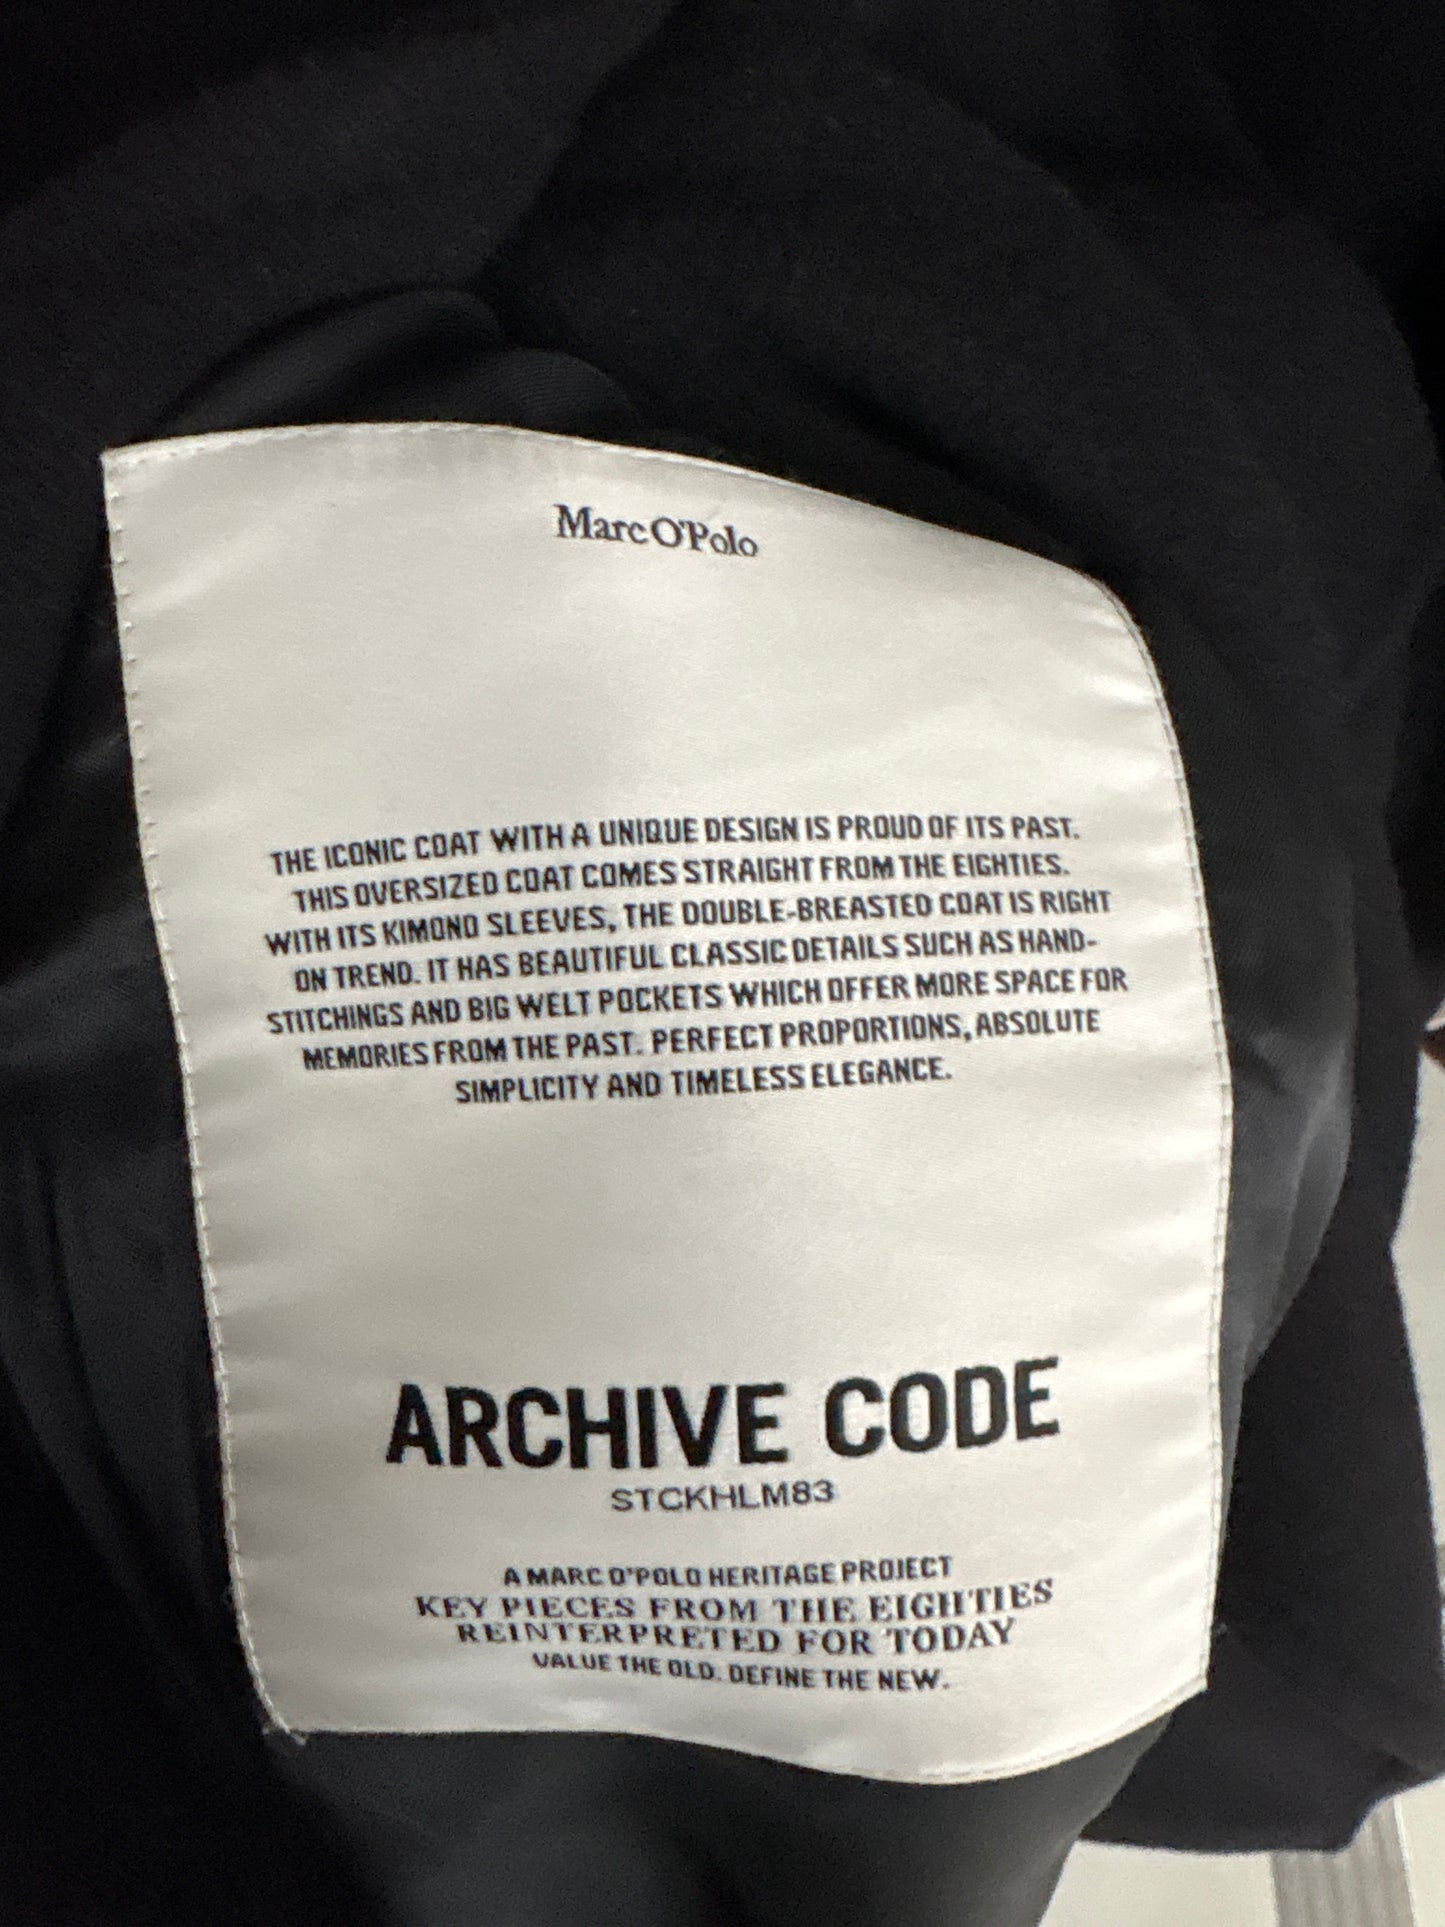 Marc O'Polo
THE ICONIC COAT WITH A UNIQUE DESIGN IS PROUD OF ITS PAST.
THIS OVERSIZED COAT COMES STRAIGHT FROM THE EIGHTIES.
WITH ITS KIMONO SLEEVES, THE DOUBLE-BREASTED COAT IS RIGHT
ON TREND. IT HAS BEAUTIFUL CLASSIC DETAILS SUCH AS HAND-
STITCHINGS AND BIG WELT POCKETS WHICH OFFER MORE SPACE FOR
MEMORIES FROM THE PAST. PERFECT PROPORTIONS, ABSOLUTE
SIMPLICITY AND TIMELESS ELEGANCE.
ARCHIVE CODE
STCKHLM83
A MARC O'POLO HERITAGE PROJECT
KEY PIECES FROM THE EIGHTIES
REINTERPRETED FOR TODAY
VALUE THE OLD. DEFINE THE NEW.